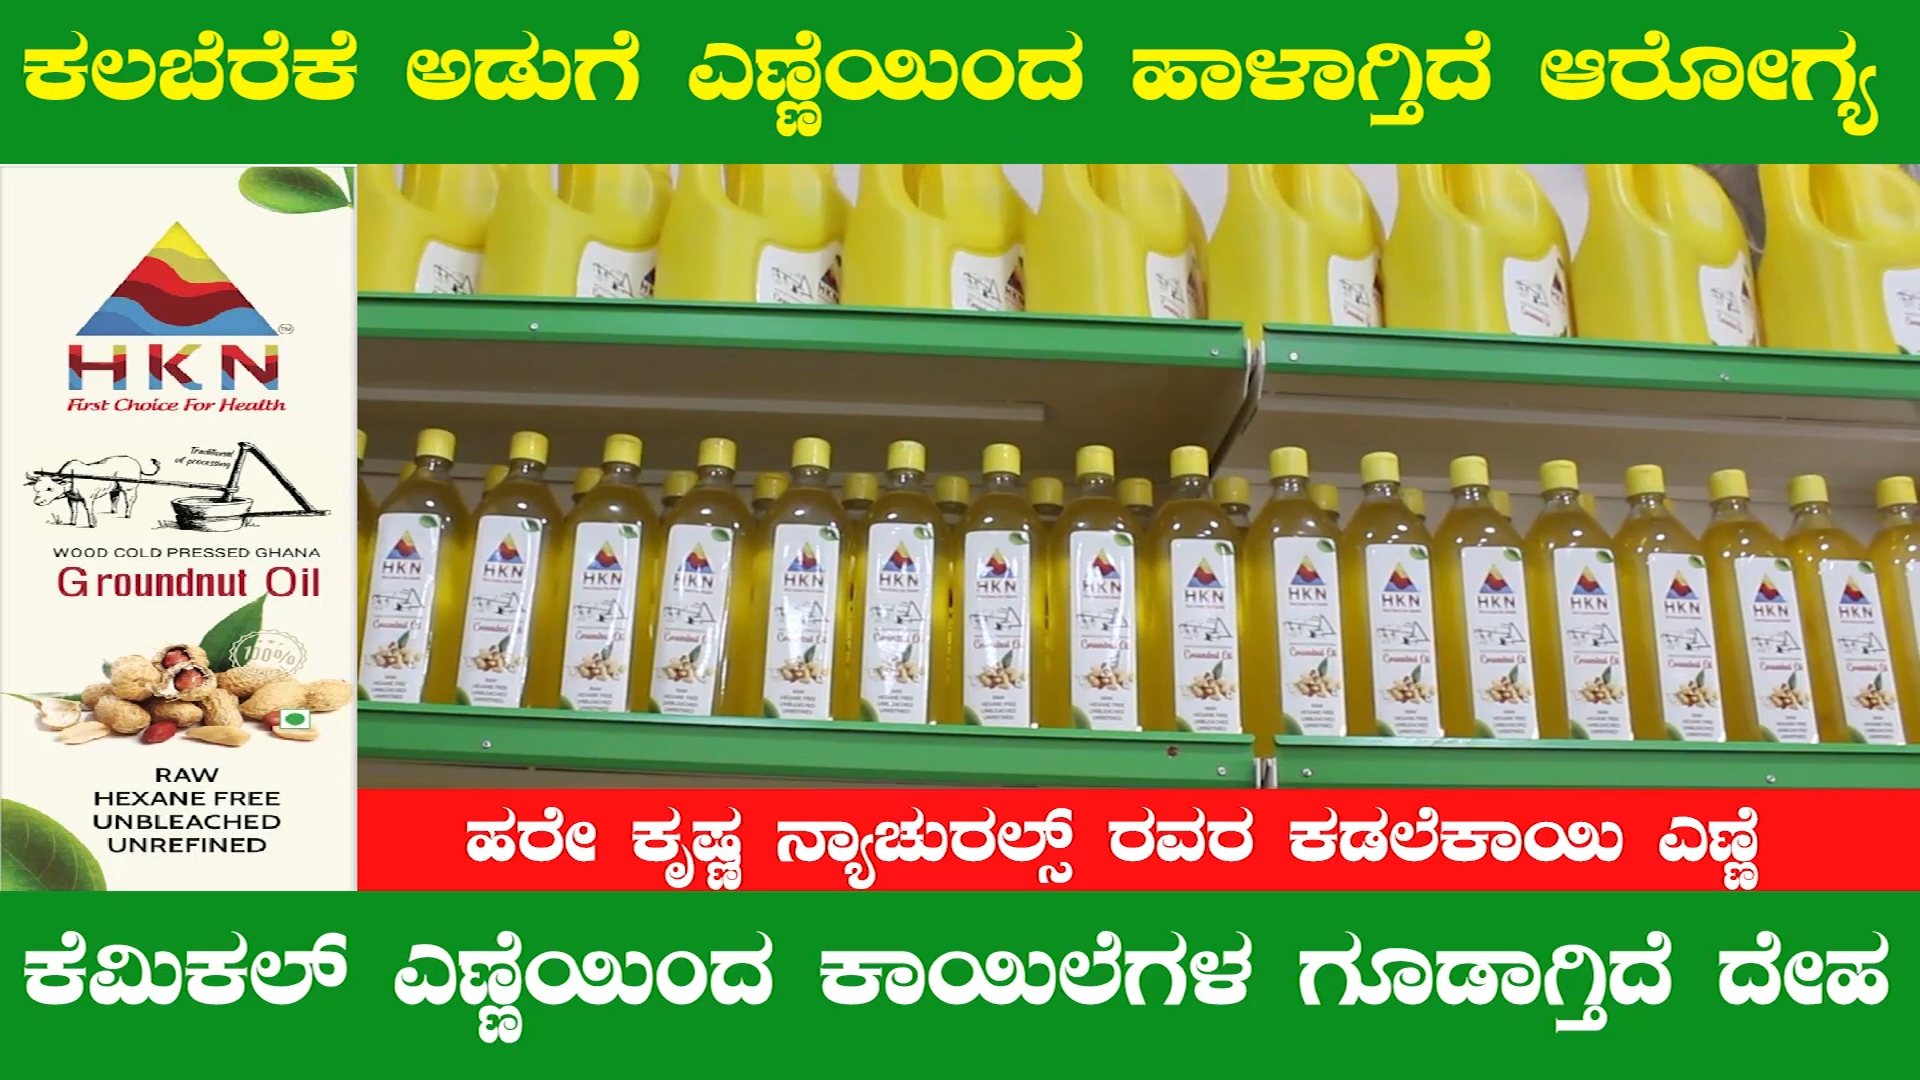 ಕಲಬೆರೆಕೆ ಅಡುಗೆ ಎಣ್ಣೆಯಿಂದ ಹಾಳಾಗ್ತಿದೆ ಆರೋಗ್ಯ
TM
HKN
First Choice For Health
Traditional
of processing
WOOD COLD PRESSED GHANA
Groundnut Oil
100%
RAW
HEXANE FREE
UNBLEACHED
UNREFINED
ಹರೇ ಕೃಷ್ಣ ನ್ಯಾಚುರಲ್ಸ್ ರವರ ಕಡಲೆಕಾಯಿ ಎಣ್ಣೆ
ಕೆಮಿಕಲ್ ಎಣ್ಣೆಯಿಂದ ಕಾಯಿಲೆಗಳ ಗೂಡಾಗ್ತಿದೆ ದೇಹ